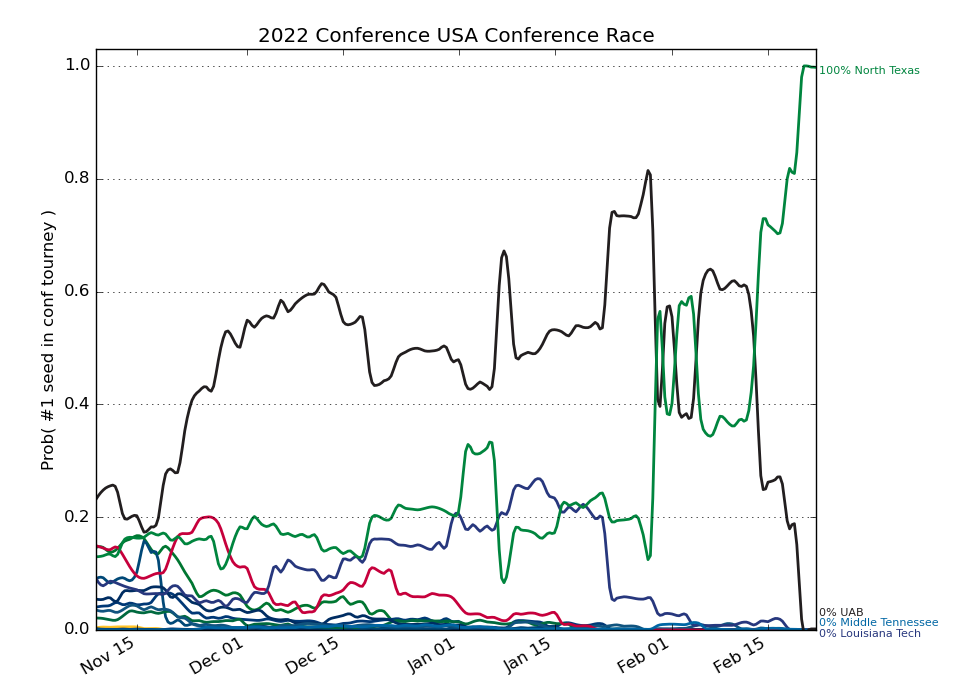 2022 Conference USA Conference Race
Prob( #1 seed in conf tourney )
1.0
0.8
0.6
0.4
0.2
0.0
Nov 15
Dec 01
Dec 15
Jan 01
Jan 15
Feb 01
Feb 15
100% North Texas
0% UAB
0% Middle Tennessee
0% Louisiana Tech